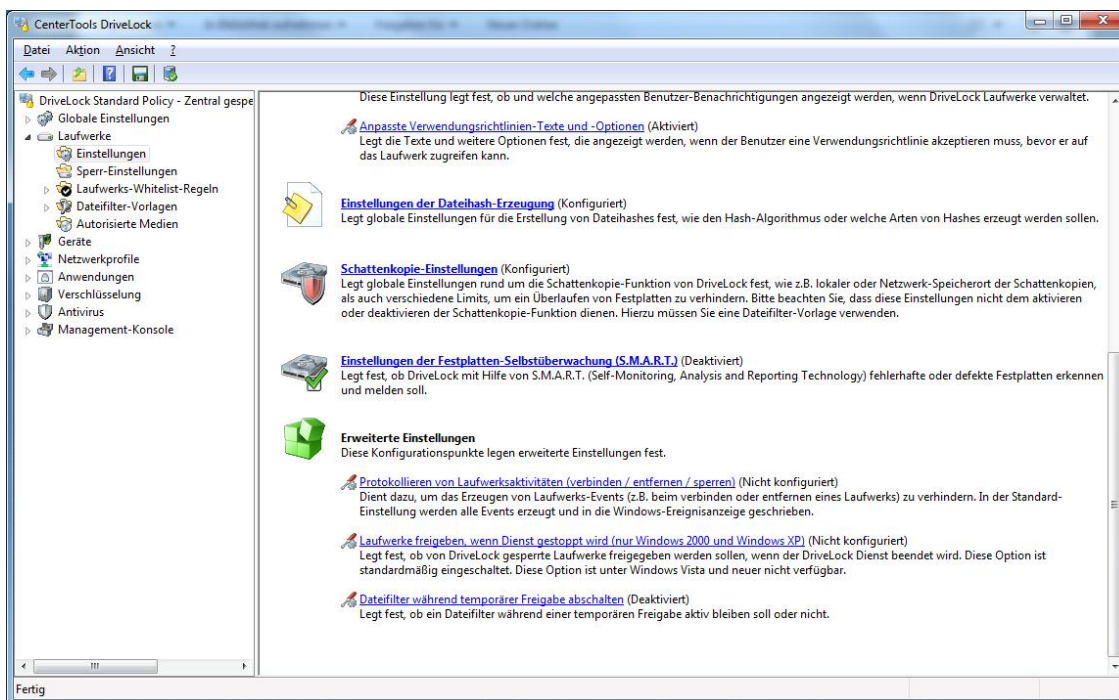 CenterTools DriveLock
Datei Aktion Ansicht ?
DriveLock Standard Policy - Zentral gespe
Globale Einstellungen
Laufwerke
Einstellungen
Sperr-Einstellungen
Laufwerks-Whitelist-Regeln
Dateifilter-Vorlagen
Autorisierte Medien
Geräte
Netzwerkprofile
Anwendungen
Verschlüsselung
Antivirus
Management-Konsole
Diese Einstellung legt fest, ob und welche angepassten Benutzer-Benachrichtigungen angezeigt werden, wenn DriveLock Laufwerke verwaltet.
Anpasste Verwendungsrichtlinien-Texte und -Optionen (Aktiviert)
Legt die Texte und weitere Optionen fest, die angezeigt werden, wenn der Benutzer eine Verwendungsrichtlinie akzeptieren muss, bevor er auf
das Laufwerk zugreifen kann.
Einstellungen der Dateihash-Erzeugung (Konfiguriert)
Legt globale Einstellungen für die Erstellung von Dateihashes fest, wie den Hash-Algorithmus oder welche Arten von Hashes erzeugt werden sollen.
Schattenkopie-Einstellungen (Konfiguriert)
Legt globale Einstellungen rund um die Schattenkopie-Funktion von DriveLock fest, wie z.B. lokaler oder Netzwerk-Speicherort der Schattenkopien,
als auch verschiedene Limits, um ein Überlaufen von Festplatten zu verhindern. Bitte beachten Sie, dass diese Einstellungen nicht dem aktivieren
oder deaktivieren der Schattenkopie-Funktion dienen. Hierzu müssen Sie eine Dateifilter-Vorlage verwenden.
Einstellungen der Festplatten-Selbstüberwachung (S.M.A.R.T.) (Deaktiviert)
Legt fest, ob DriveLock mit Hilfe von S.M.A.R.T. (Self-Monitoring, Analysis and Reporting Technology) fehlerhafte oder defekte Festplatten erkennen
und melden soll.
Erweiterte Einstellungen
Diese Konfigurationspunkte legen erweiterte Einstellungen fest.
Protokollieren von Laufwerksaktivitäten (verbinden / entfernen / sperren) (Nicht konfiguriert)
Dient dazu, um das Erzeugen von Laufwerks-Events (z.B. beim verbinden oder entfernen eines Laufwerks) zu verhindern. In der Standard-
Einstellung werden alle Events erzeugt und in die Windows-Ereignisanzeige geschrieben.
Laufwerke freigeben, wenn Dienst gestoppt wird (nur Windows 2000 und Windows XP) (Nicht konfiguriert)
Legt fest, ob von DriveLock gesperrte Laufwerke freigegeben werden sollen, wenn der DriveLock Dienst beendet wird. Diese Option ist
standardmäßig eingeschaltet. Diese Option ist unter Windows Vista und neuer nicht verfügbar.
Dateifilter während temporärer Freigabe abschalten (Deaktiviert)
Legt fest, ob ein Dateifilter während einer temporären Freigabe aktiv bleiben soll oder nicht.
Fertig